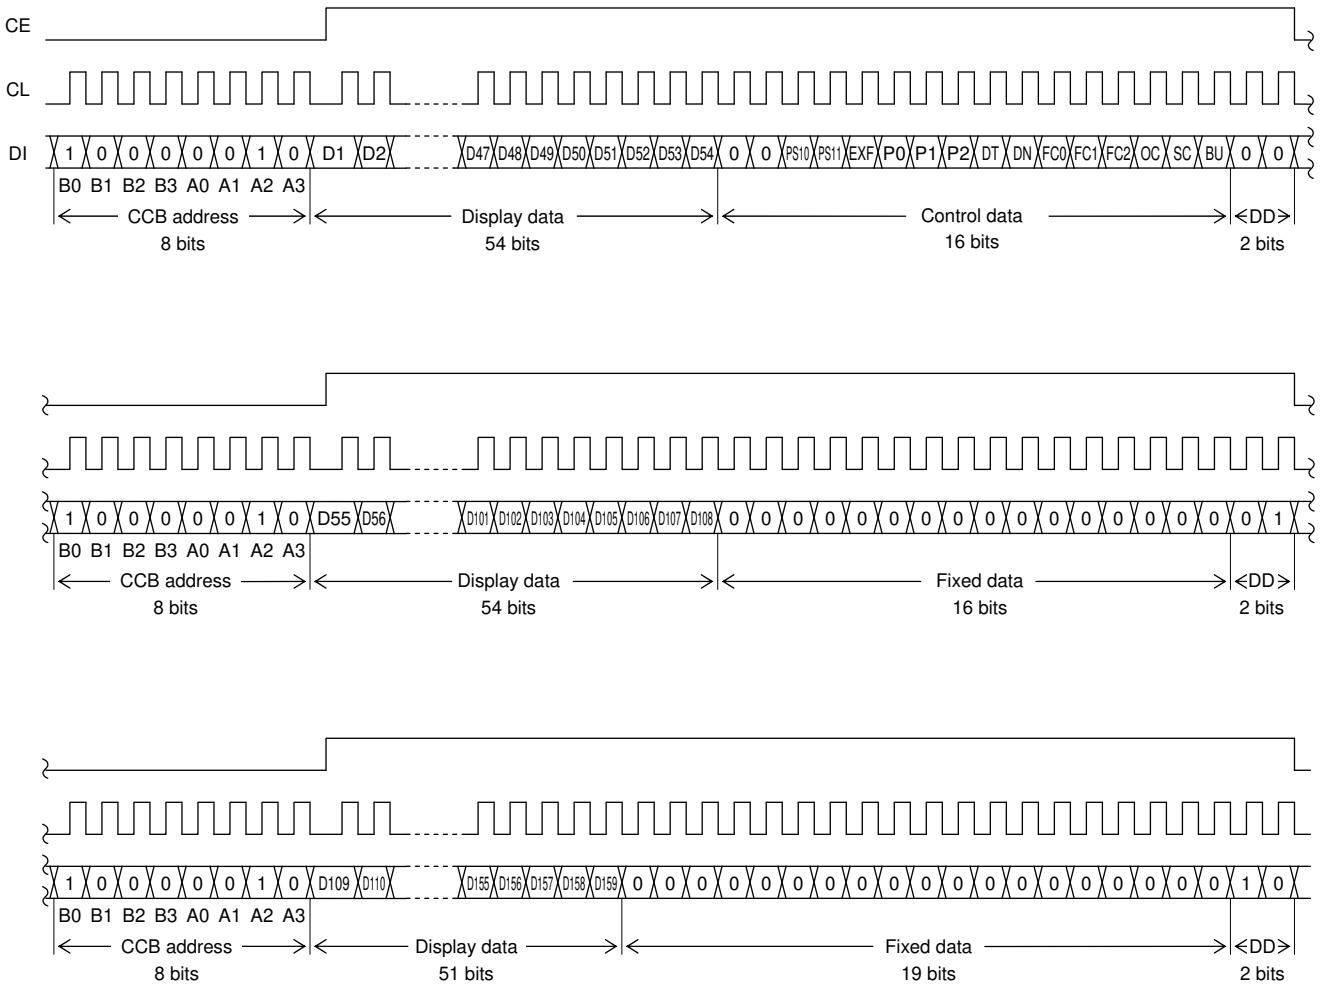 CE
CL
DI 1 0 0 0 0 0 1 0 D1 D2 D47 D48 D49 D50 D51 D52 D53 D54 0 0 PS10 PS11 EXF P0 P1 P2 DT DN FC0 FC1 FC2 OC SC BU 0 0
B0 B1 B2 B3 A0 A1 A2 A3
CCB address Display data Control data DD
8 bits 54 bits 16 bits 2 bits
1 0 0 0 0 0 1 0 D55 D56 D101 D102 D103 D104 D105 D106 D107 D108 0 0 0 0 0 0 0 0 0 0 0 0 0 0 0 0 0 1
B0 B1 B2 B3 A0 A1 A2 A3
CCB address Display data Fixed data DD
8 bits 54 bits 16 bits 2 bits
1 0 0 0 0 0 1 0 D109 D110 D155 D156 D157 D158 D159 0 0 0 0 0 0 0 0 0 0 0 0 0 0 0 0 0 0 0 1 0
B0 B1 B2 B3 A0 A1 A2 A3
CCB address Display data Fixed data DD
8 bits 51 bits 19 bits 2 bits